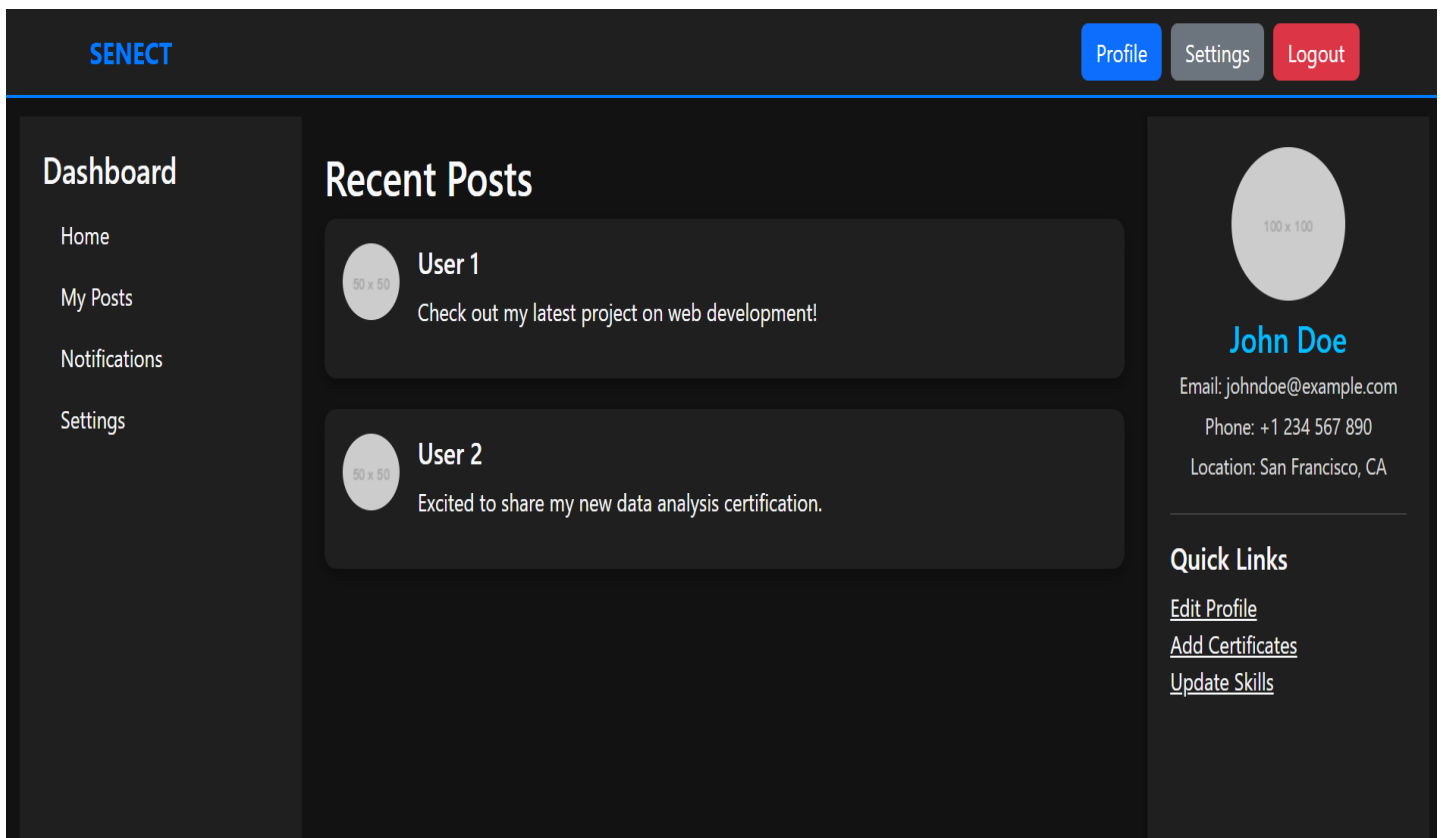 SENECT
Profile
Settings
Logout
Dashboard
Home
My Posts
Notifications
Settings
Recent Posts
50 x 50
User 1
Check out my latest project on web development!
50 x 50
User 2
Excited to share my new data analysis certification.
100 x 100
John Doe
Email: johndoe@example.com
Phone: +1 234 567 890
Location: San Francisco, CA
Quick Links
Edit Profile
Add Certificates
Update Skills